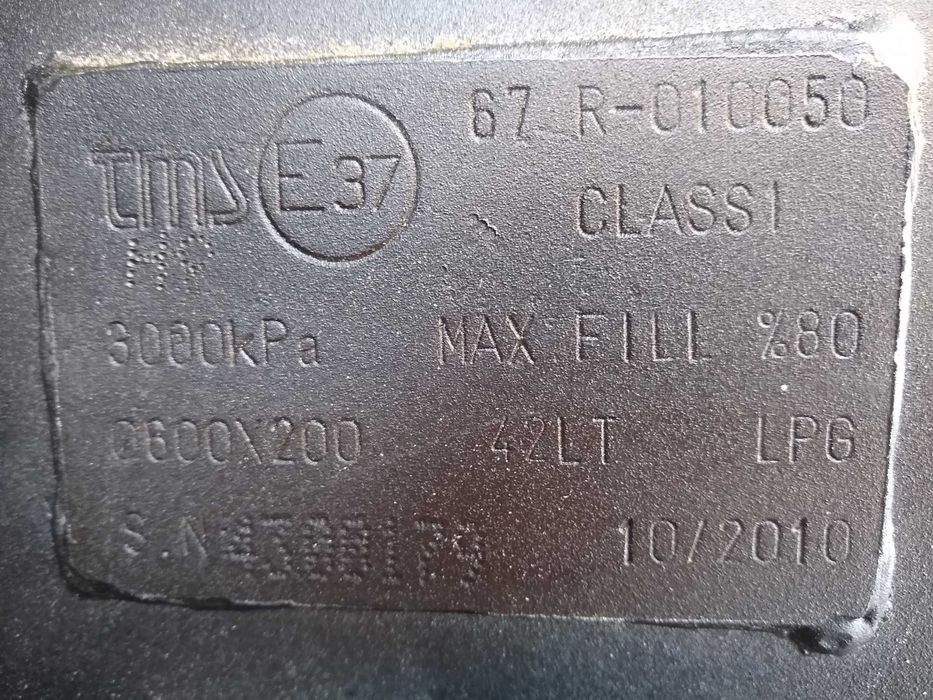 67 R-010050
tms E37
CLASS1
3000kPa MAX FILL %80
Ø600X200 42LT LPG
S.N 10/2010